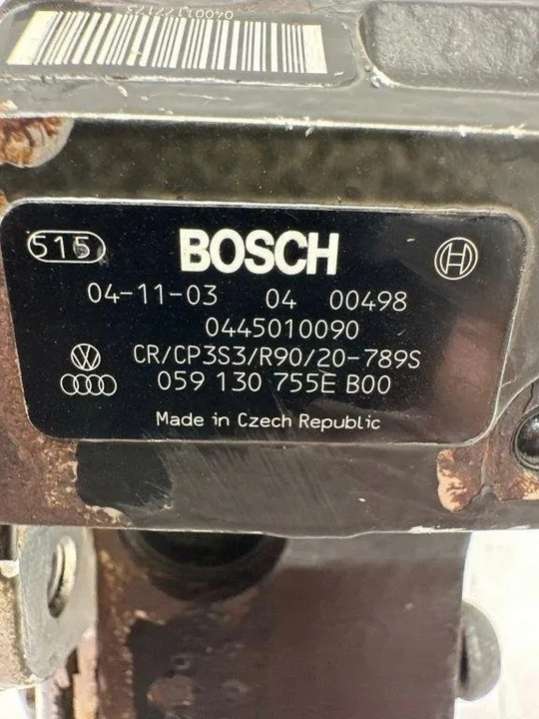 515
BOSCH
04-11-03 04 00498
0445010090
CR/CP3S3/R90/20-789S
059 130 755E B00
Made in Czech Republic